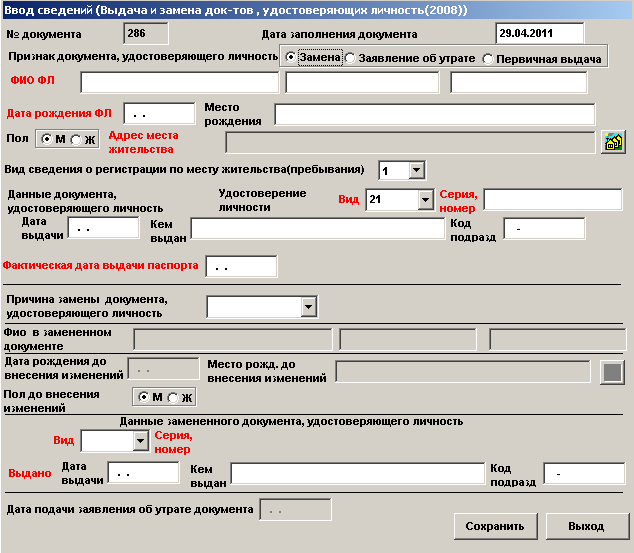 Ввод сведений (Выдача и замена док-тов , удостоверяющих личность(2008))
№ документа 286 Дата заполнения документа 29.04.2011
Признак документа, удостоверяющего личность Замена Заявление об утрате Первичная выдача
ФИО ФЛ
Дата рождения ФЛ . . Место
рождения
Пол М Ж Адрес места
жительства
Вид сведения о регистрации по месту жительства(пребывания) 1
Данные документа,
удостоверяющего личность
Удостоверение
личности
Вид 21 Серия,
номер
Дата
выдачи . . Кем
выдан Код
подразд -
Фактическая дата выдачи паспорта . .
Причина замены документа,
удостоверяющего личность
Фио в замененном
документе
Дата рождения до
внесения изменений . . Место рожд. до
внесения изменений
Пол до внесения
изменений М Ж
Данные замененного документа, удостоверяющего личность
Вид Серия,
номер
Выдано Дата
выдачи . . Кем
выдан Код
подразд -
Дата подачи заявления об утрате документа . .
Сохранить Выход